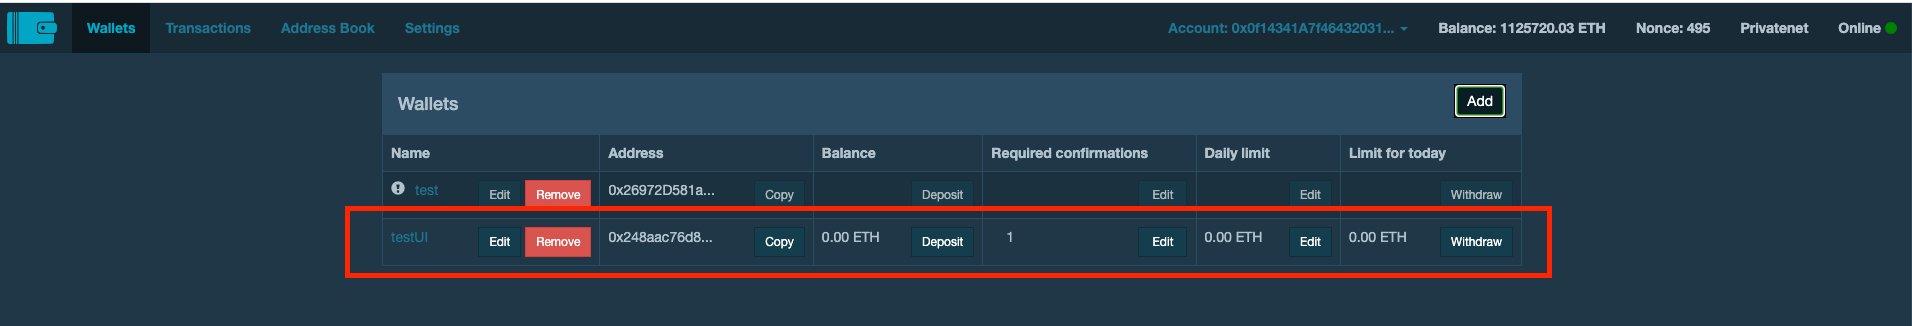 Wallets Transactions Address Book Settings Account: 0x0f14341A7f46432031... Balance: 1125720.03 ETH Nonce: 495 Privatenet Online
Wallets Add
Name Address Balance Required confirmations Daily limit Limit for today
test Edit Remove 0x26972D581a... Copy Deposit Edit Edit Withdraw
testUI Edit Remove 0x248aac76d8... Copy 0.00 ETH Deposit 1 Edit 0.00 ETH Edit 0.00 ETH Withdraw